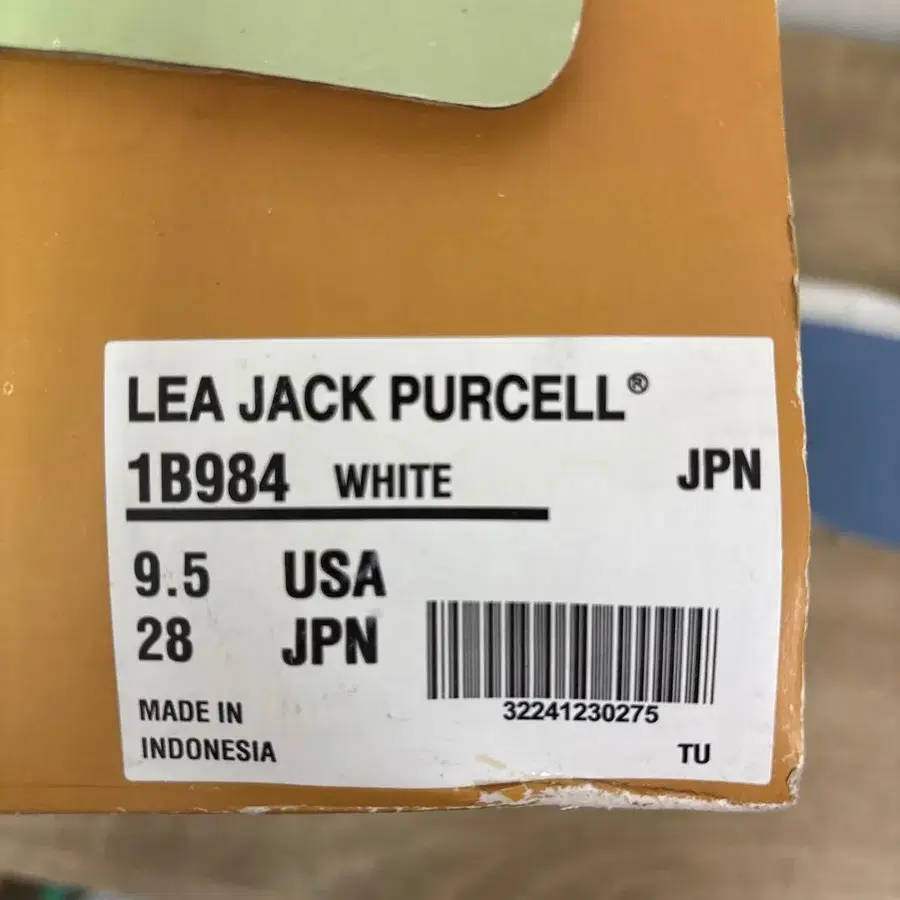 LEA JACK PURCELL®
1B984 WHITE JPN
9.5 USA
28 JPN
MADE IN
INDONESIA
32241230275
TU